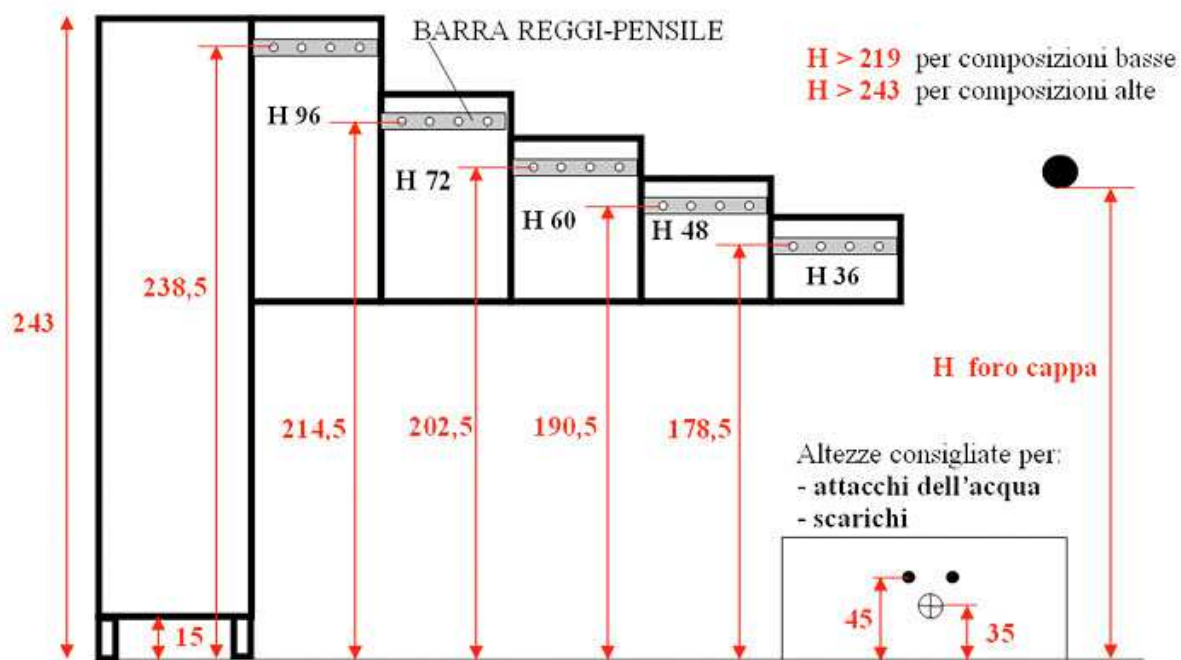 BARRA REGGI-PENSILE
H > 219 per composizioni basse
H > 243 per composizioni alte
H 96
H 72
H 60
H 48
H 36
238,5
243
214,5
202,5
190,5
178,5
H foro cappa
Altezze consigliate per:
- attacchi dell'acqua
- scarichi
15
45
35